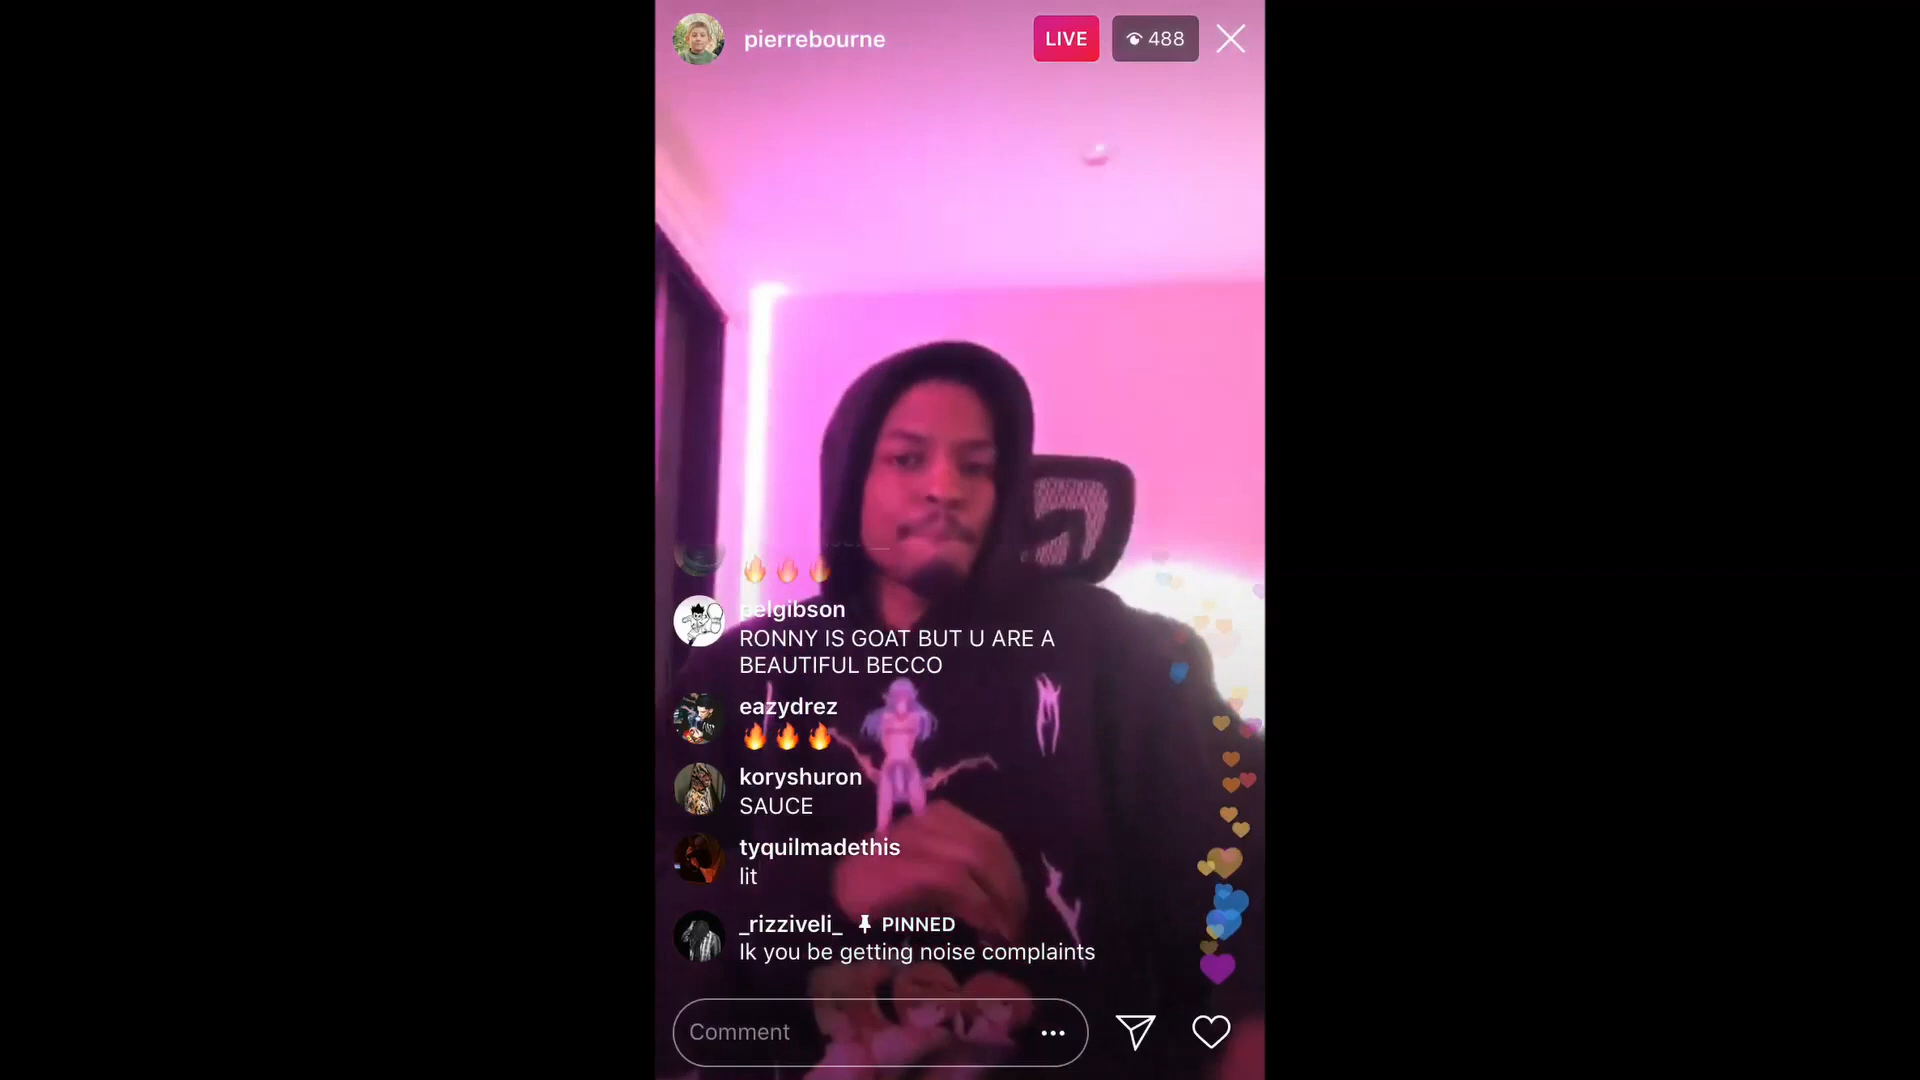 pierrebourne
LIVE
488
pelgibson
RONNY IS GOAT BUT U ARE A
BEAUTIFUL BECCO
eazydrez
koryshuron
SAUCE
tyquilmadethis
lit
_rizziveli_ PINNED
Ik you be getting noise complaints
Comment